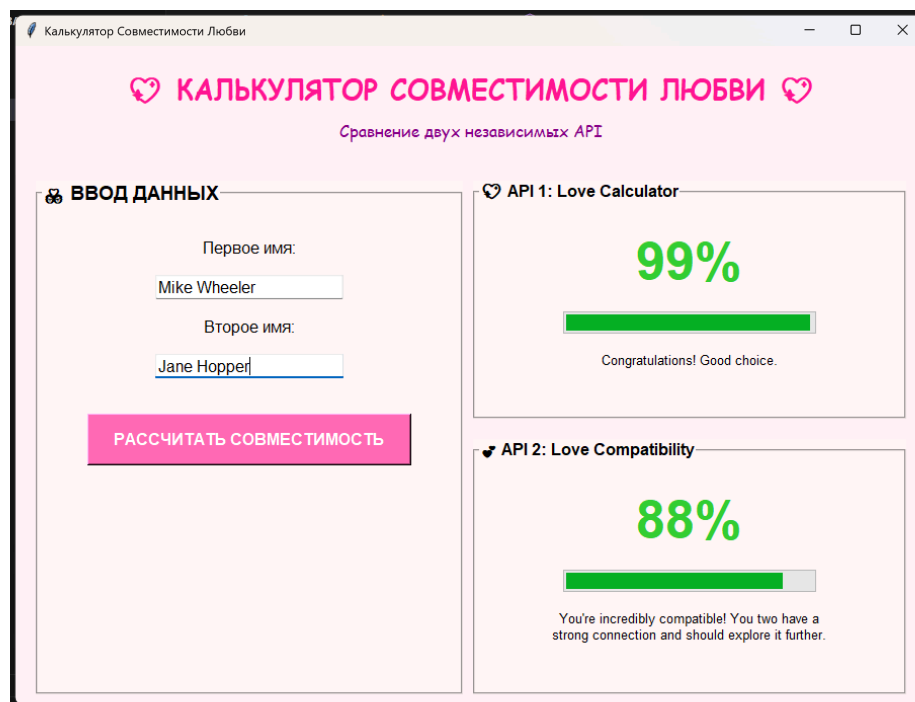 Калькулятор Совместимости Любви
КАЛЬКУЛЯТОР СОВМЕСТИМОСТИ ЛЮБВИ
Сравнение двух независимых API
ВВОД ДАННЫХ
Первое имя:
Mike Wheeler
Второе имя:
Jane Hopper
РАССЧИТАТЬ СОВМЕСТИМОСТЬ
API 1: Love Calculator
99%
Congratulations! Good choice.
API 2: Love Compatibility
88%
You're incredibly compatible! You two have a
strong connection and should explore it further.